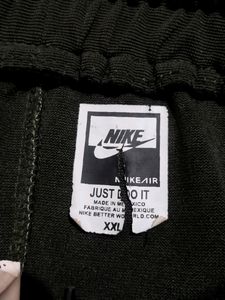 NIKE
NIKE AIR
JUST DO IT
MADE IN MEXICO
FABRIQUE AU MEXIQUE
NIKE BETTER WORLD.COM
XXL